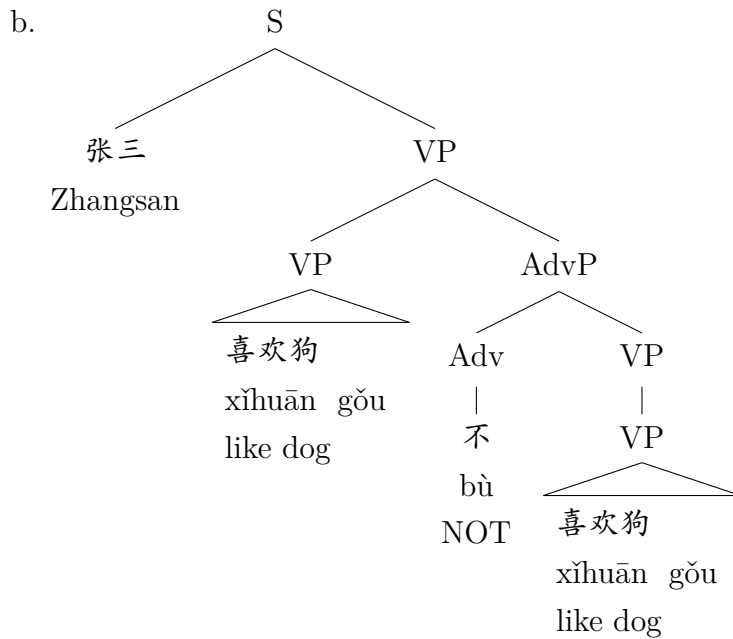 b.
S
张三 VP
Zhangsan
VP AdvP
喜欢狗 Adv VP
xǐhuān gǒu
like dog 不 VP
bù
NOT 喜欢狗
xǐhuān gǒu
like dog